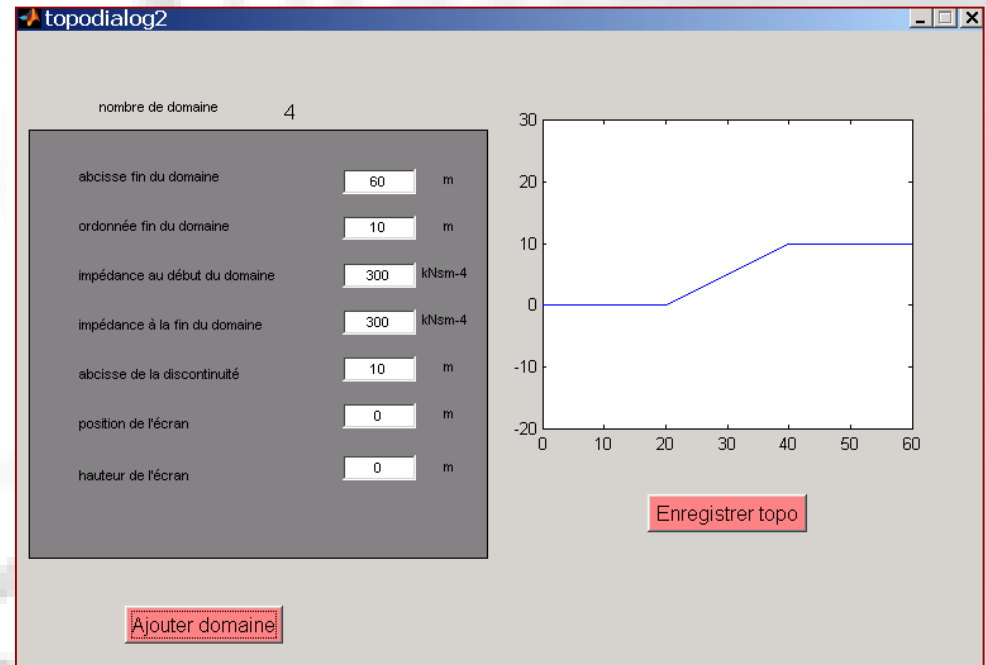 topodialog2
nombre de domaine 4
abcisse fin du domaine 60 m
ordonnée fin du domaine 10 m
impédance au début du domaine 300 kNsm-4
impédance à la fin du domaine 300 kNsm-4
abcisse de la discontinuité 10 m
position de l'écran 0 m
hauteur de l'écran 0 m
Ajouter domaine
30
20
10
0
-10
-20
0 10 20 30 40 50 60
Enregistrer topo